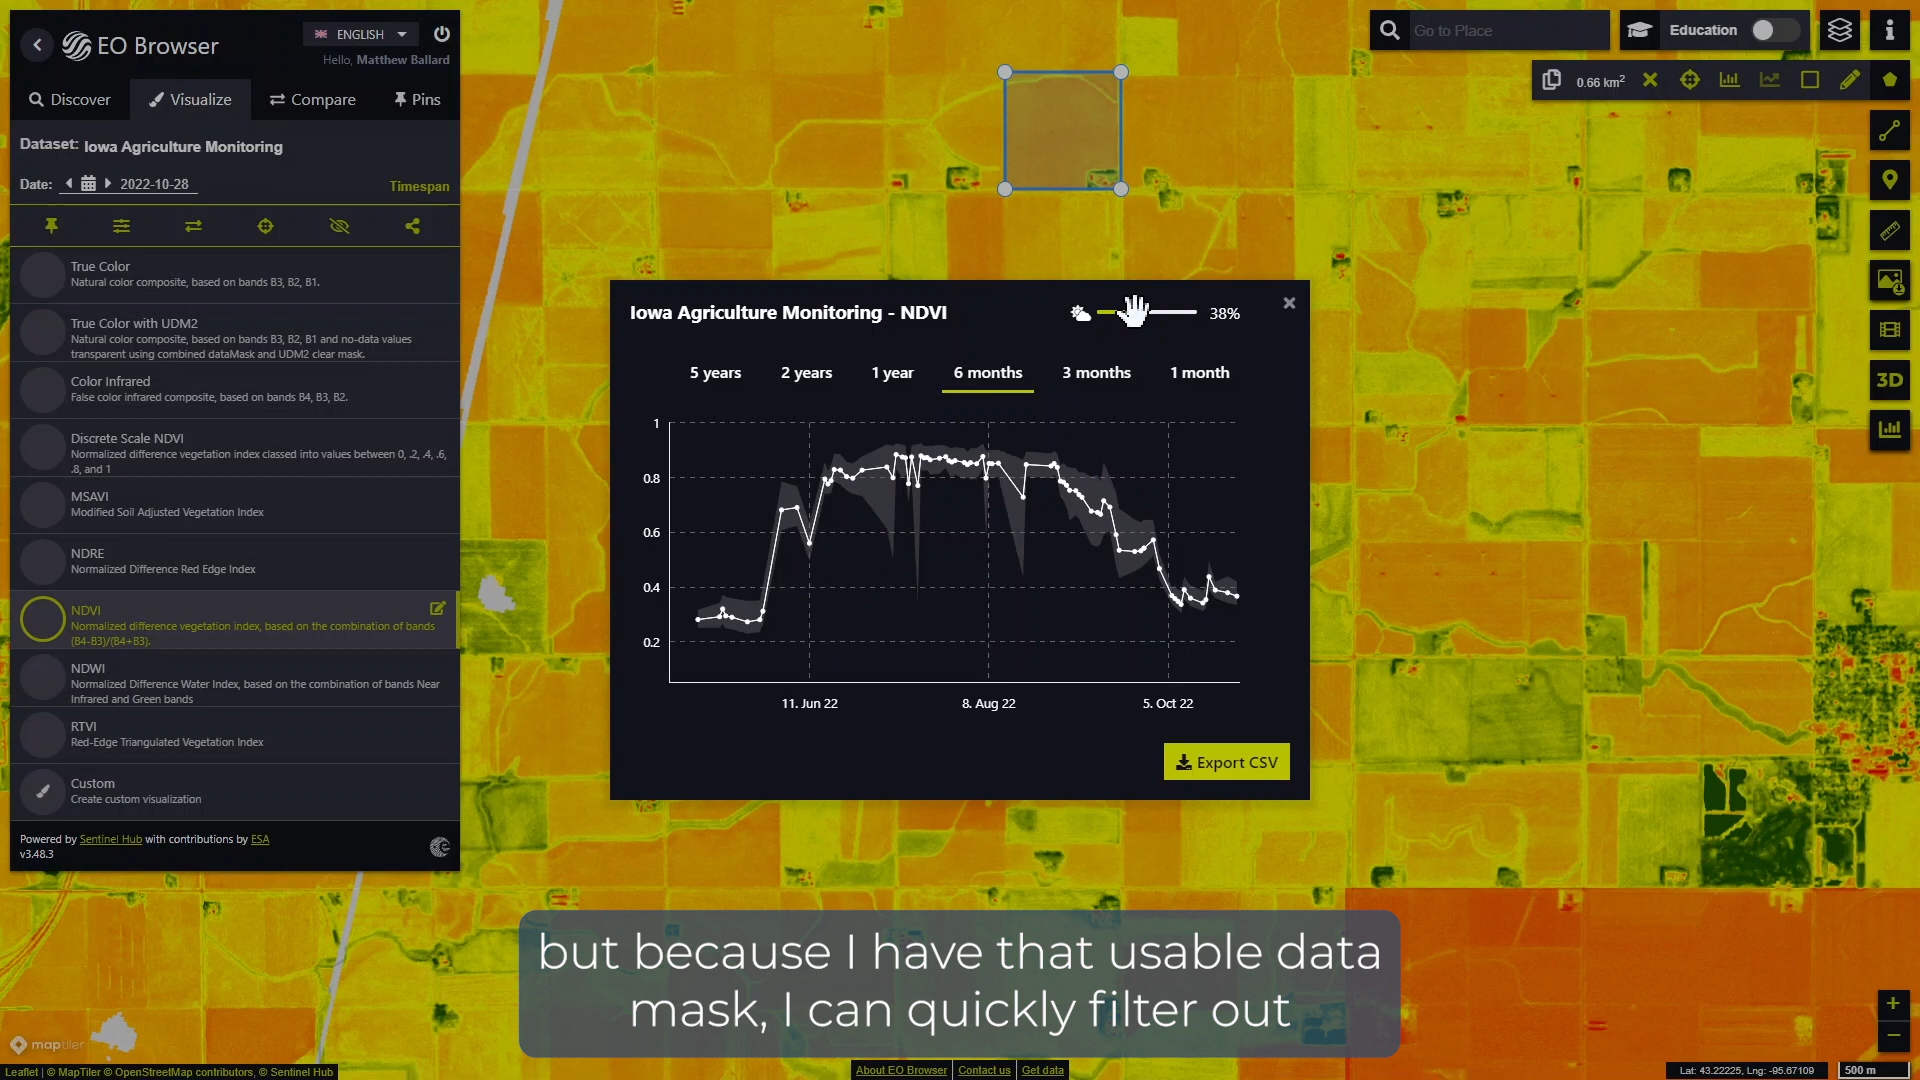 EO Browser
ENGLISH
Hello, Matthew Ballard
Discover
Visualize
Compare
Pins
Dataset: Iowa Agriculture Monitoring
Date: 2022-10-28
Timespan
True Color
Natural color composite, based on bands B3, B2, B1.
True Color with UDM2
Natural color composite, based on bands B3, B2, B1 and no-data values
transparent using combined dataMask and UDM2 clear mask.
Color Infrared
False color infrared composite, based on bands B4, B3, B2.
Discrete Scale NDVI
Normalized difference vegetation index classed into values between 0, .2, .4, .6,
.8, and 1
MSAVI
Modified Soil Adjusted Vegetation Index
NDRE
Normalized Difference Red Edge Index
NDVI
Normalized difference vegetation index, based on the combination of bands
(B4-B3)/(B4+B3).
NDWI
Normalized Difference Water Index, based on the combination of bands Near
Infrared and Green bands
RTVI
Red-Edge Triangulated Vegetation Index
Custom
Create custom visualization
Powered by Sentinel Hub with contributions by ESA
v3.48.3
Go to Place
Education
0.66 km²
3D
Iowa Agriculture Monitoring - NDVI
38%
5 years
2 years
1 year
6 months
3 months
1 month
1
0.8
0.6
0.4
0.2
11. Jun 22
8. Aug 22
5. Oct 22
Export CSV
but because I have that usable data
mask, I can quickly filter out
maptiler
Leaflet | © MapTiler © OpenStreetMap contributors, © Sentinel Hub
About EO Browser
Contact us
Get data
Lat: 43.22225, Lng: -95.67109
500 m